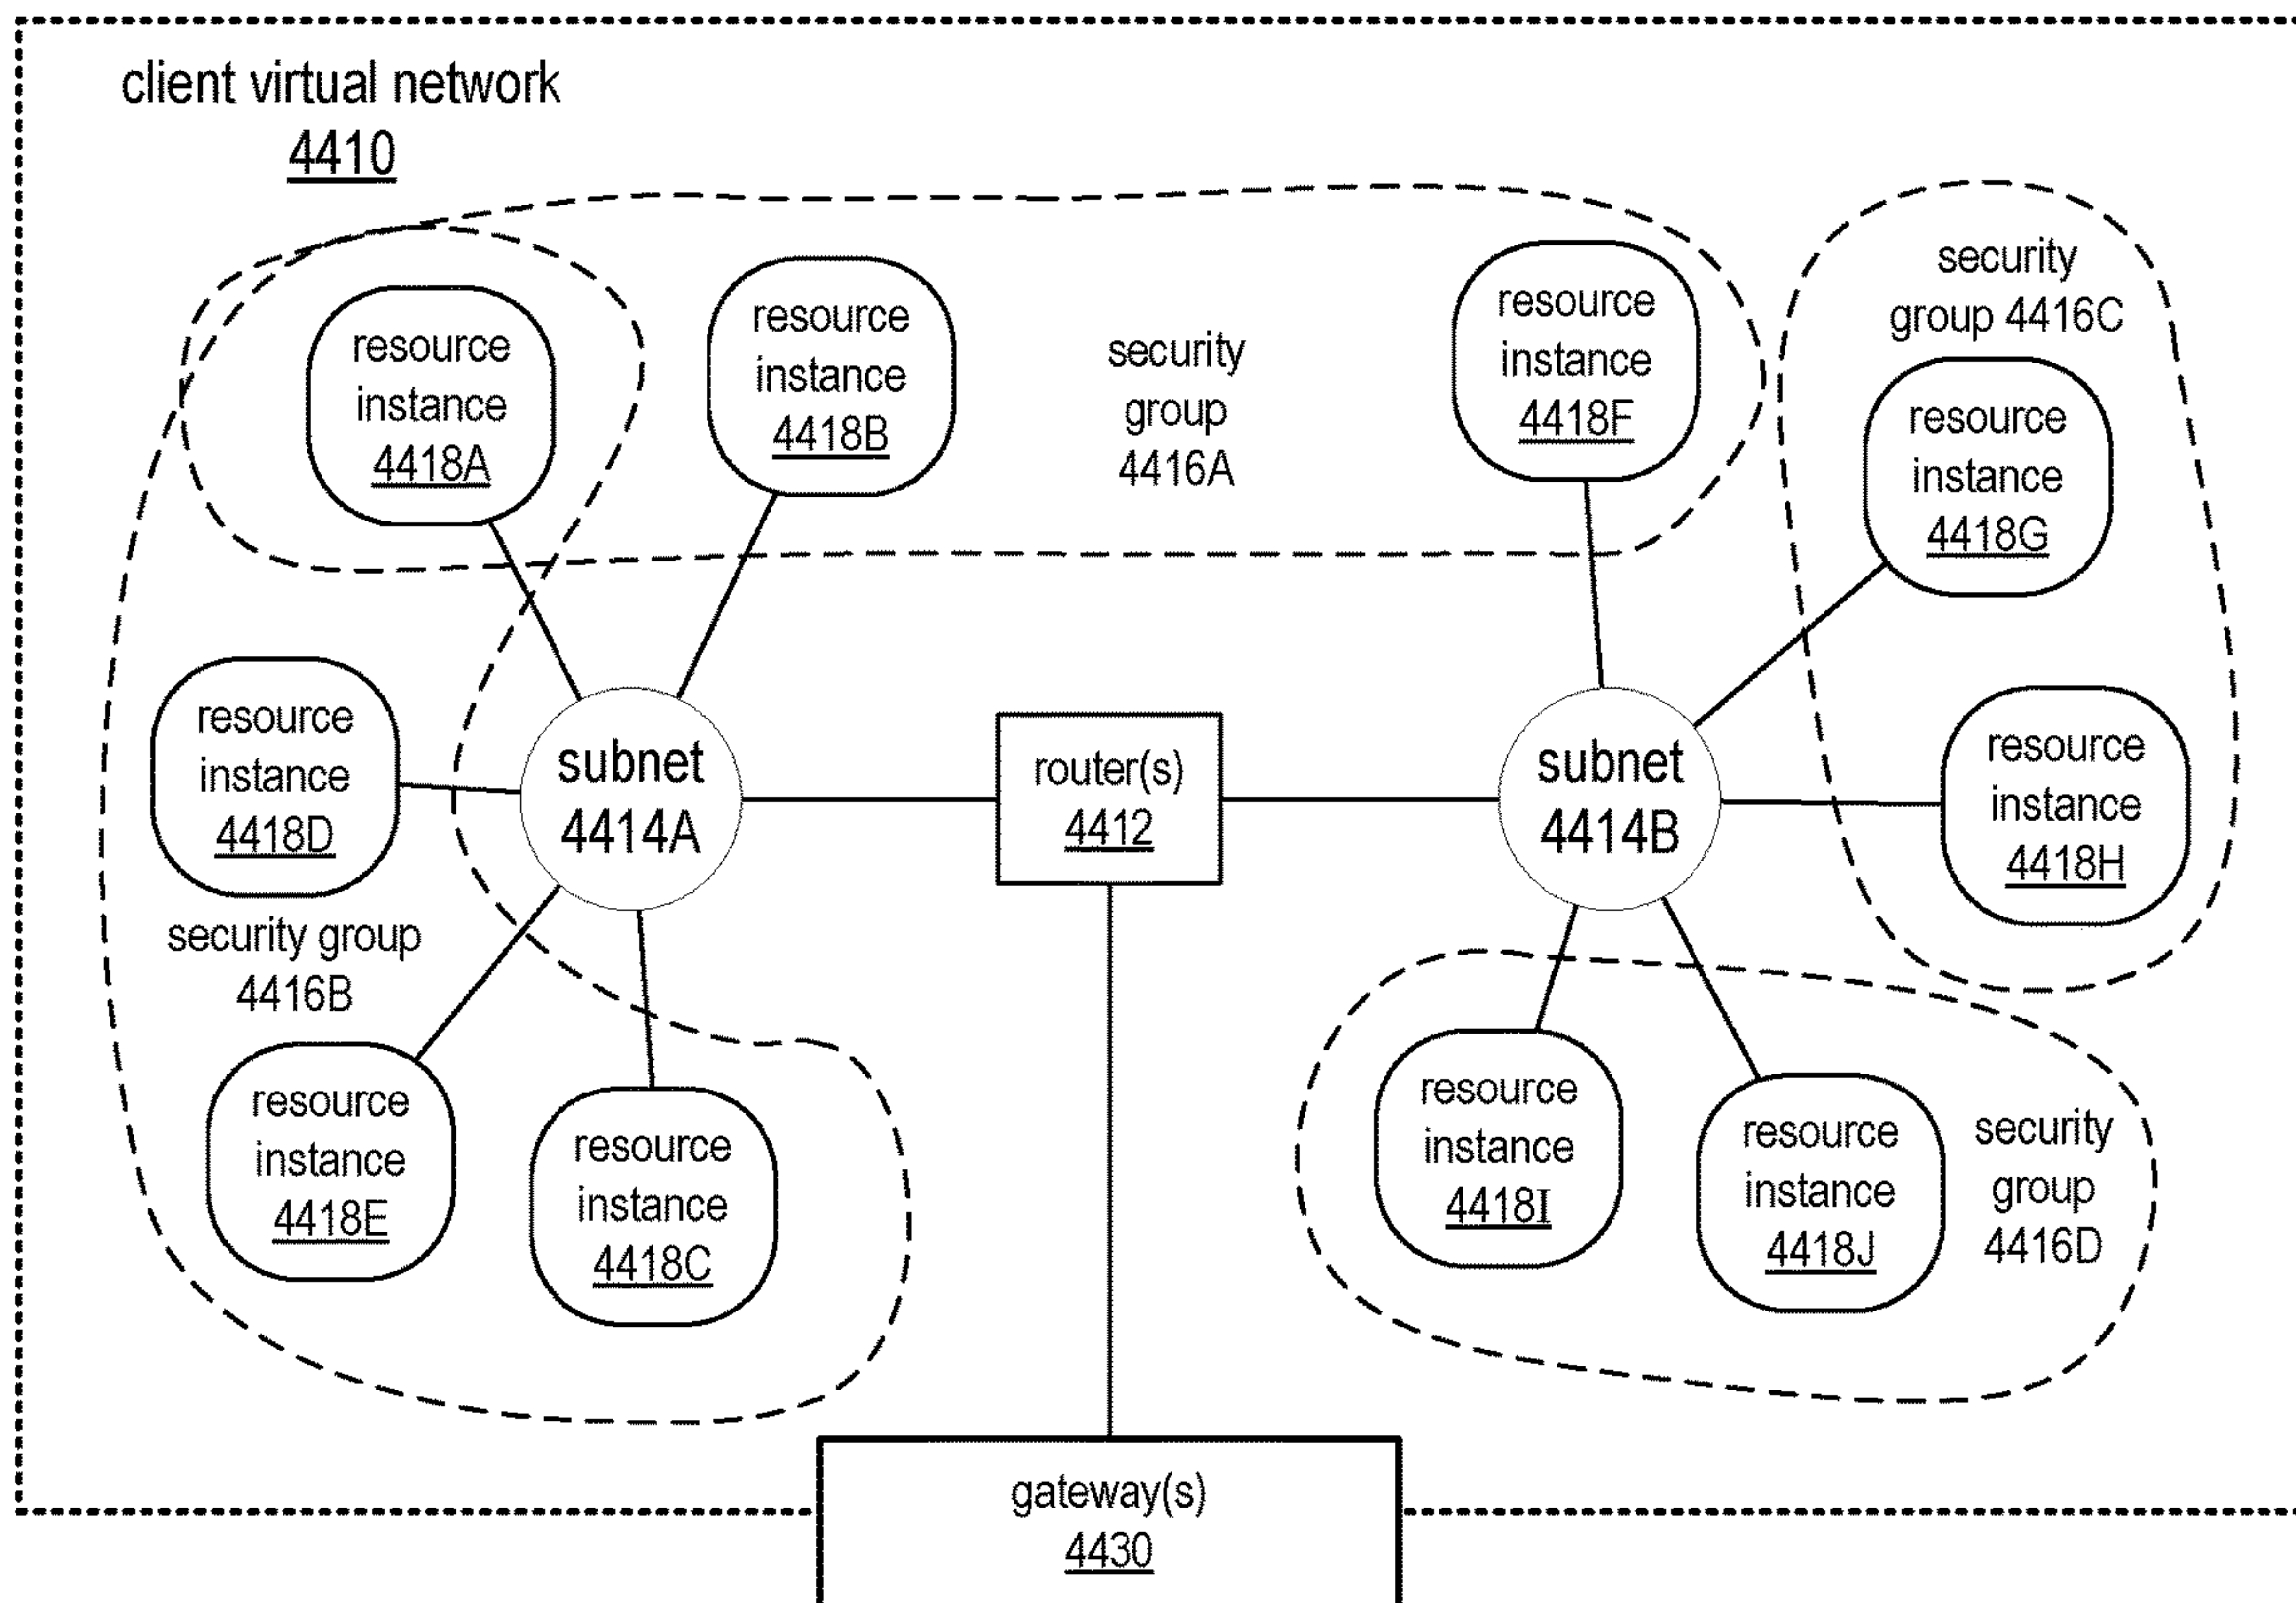 client virtual network
4410
resource
instance
4418A
resource
instance
4418B
security
group
4416A
resource
instance
4418F
security
group 4416C
resource
instance
4418G
resource
instance
4418D
subnet
4414A
router(s)
4412
subnet
4414B
resource
instance
4418H
security group
4416B
resource
instance
4418E
resource
instance
4418C
resource
instance
4418I
resource
instance
4418J
security
group
4416D
gateway(s)
4430